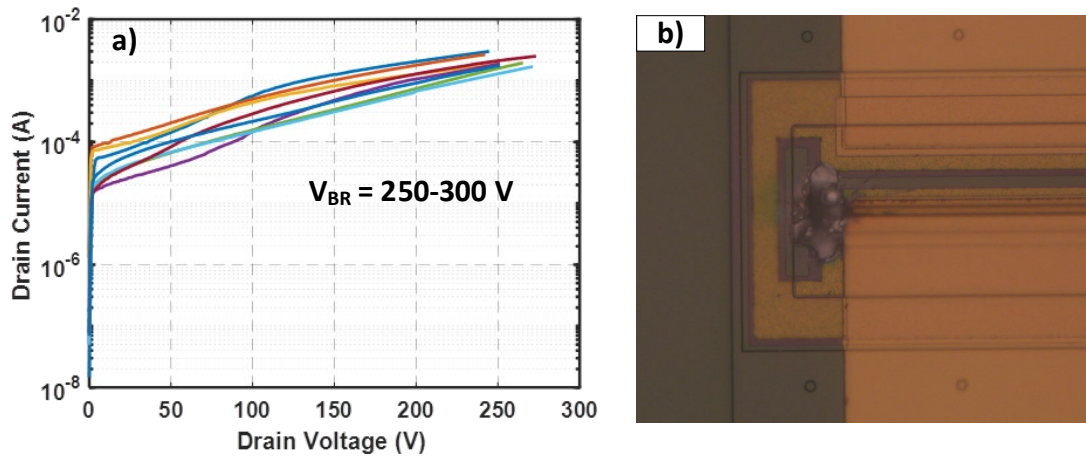 a)
10^-2
10^-4
10^-6
10^-8
Drain Current (A)
V_BR = 250-300 V
0 50 100 150 200 250 300
Drain Voltage (V)
b)